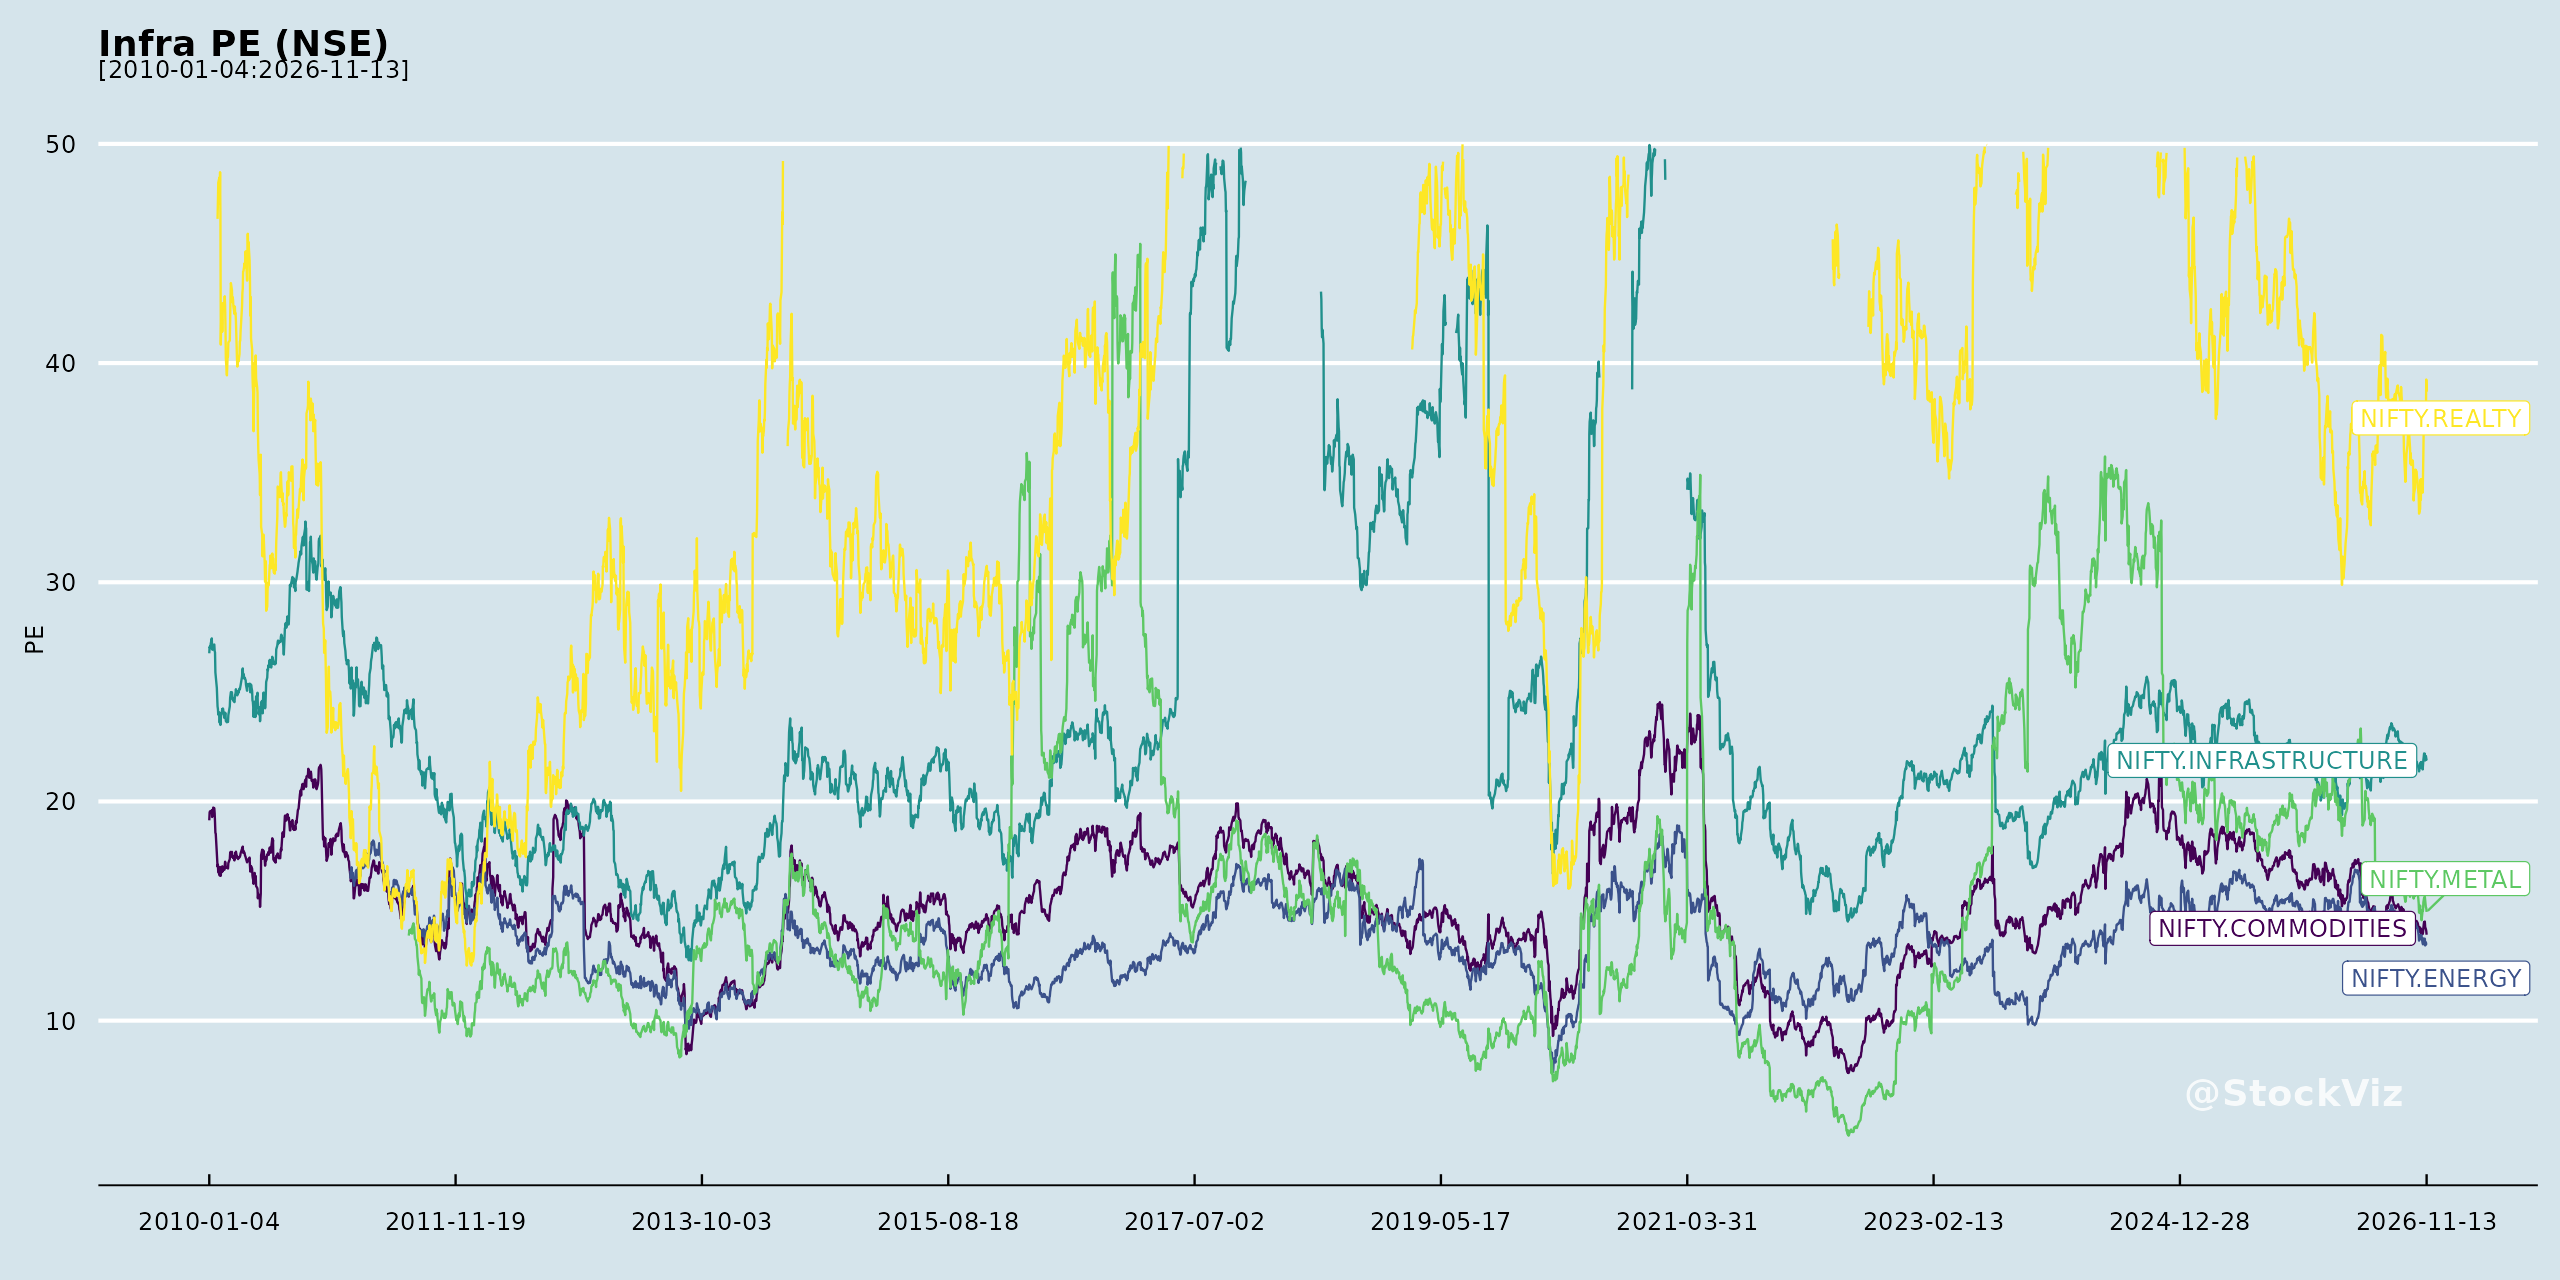 Infra PE (NSE)
[2010-01-04:2026-11-13]
50
40
30
20
10
PE
NIFTY.REALTY
NIFTY.INFRASTRUCTURE
NIFTY.METAL
NIFTY.COMMODITIES
NIFTY.ENERGY
@StockViz
2010-01-04
2011-11-19
2013-10-03
2015-08-18
2017-07-02
2019-05-17
2021-03-31
2023-02-13
2024-12-28
2026-11-13